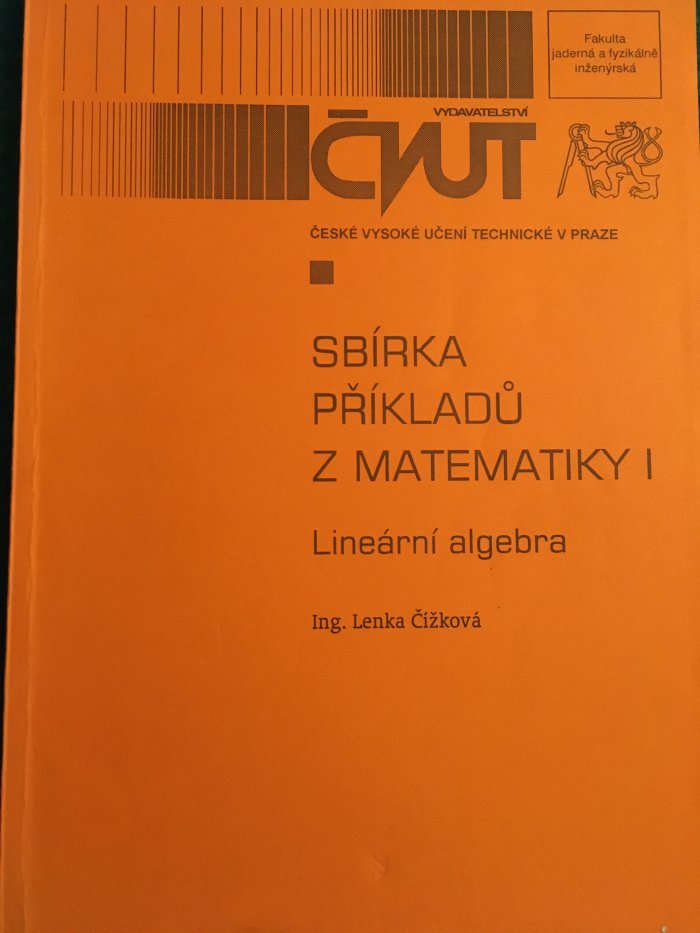 Fakulta
jaderná a fyzikálně
inženýrská
VYDAVATELSTVÍ
ČVUT
ČESKÉ VYSOKÉ UČENÍ TECHNICKÉ V PRAZE
SBÍRKA
PŘÍKLADŮ
Z MATEMATIKY I
Lineární algebra
Ing. Lenka Čížková